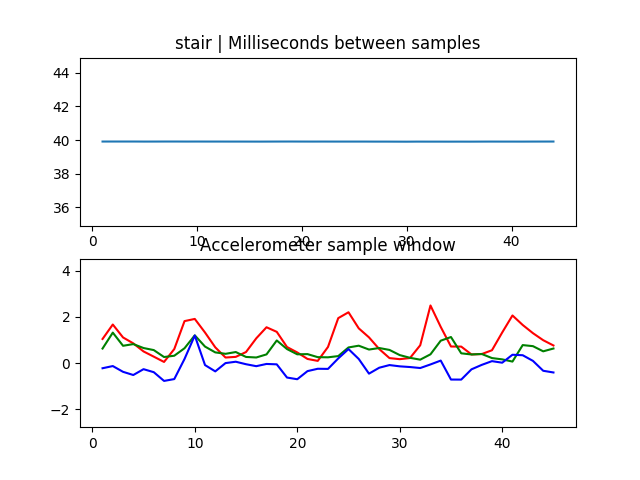 stair | Milliseconds between samples
44
42
40
38
36
0 10 20 30 40
Accelerometer sample window
4
2
0
−2
0 10 20 30 40